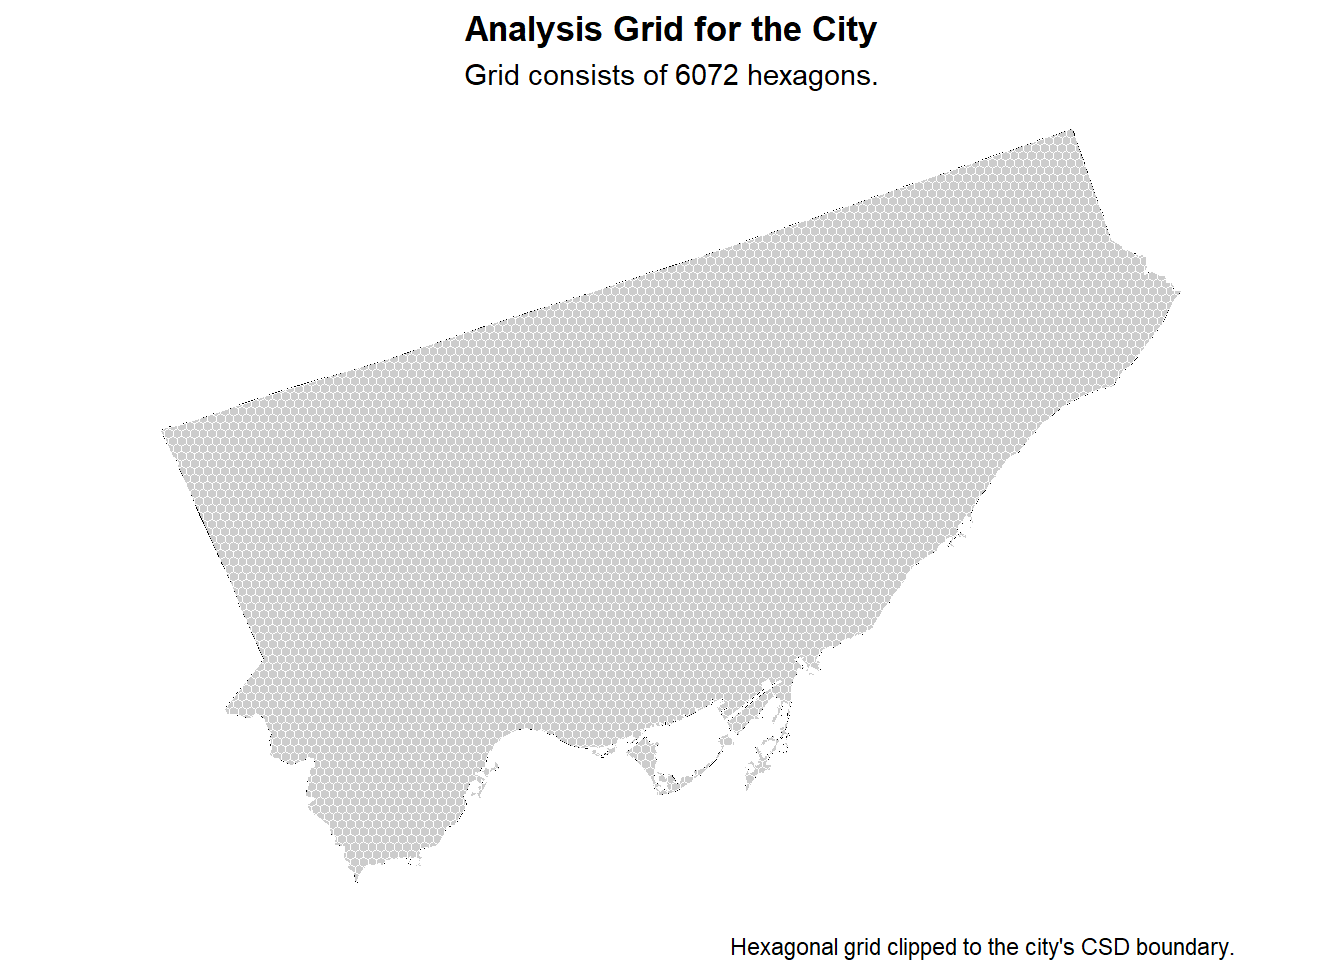 Analysis Grid for the City
Grid consists of 6072 hexagons.
Hexagonal grid clipped to the city's CSD boundary.